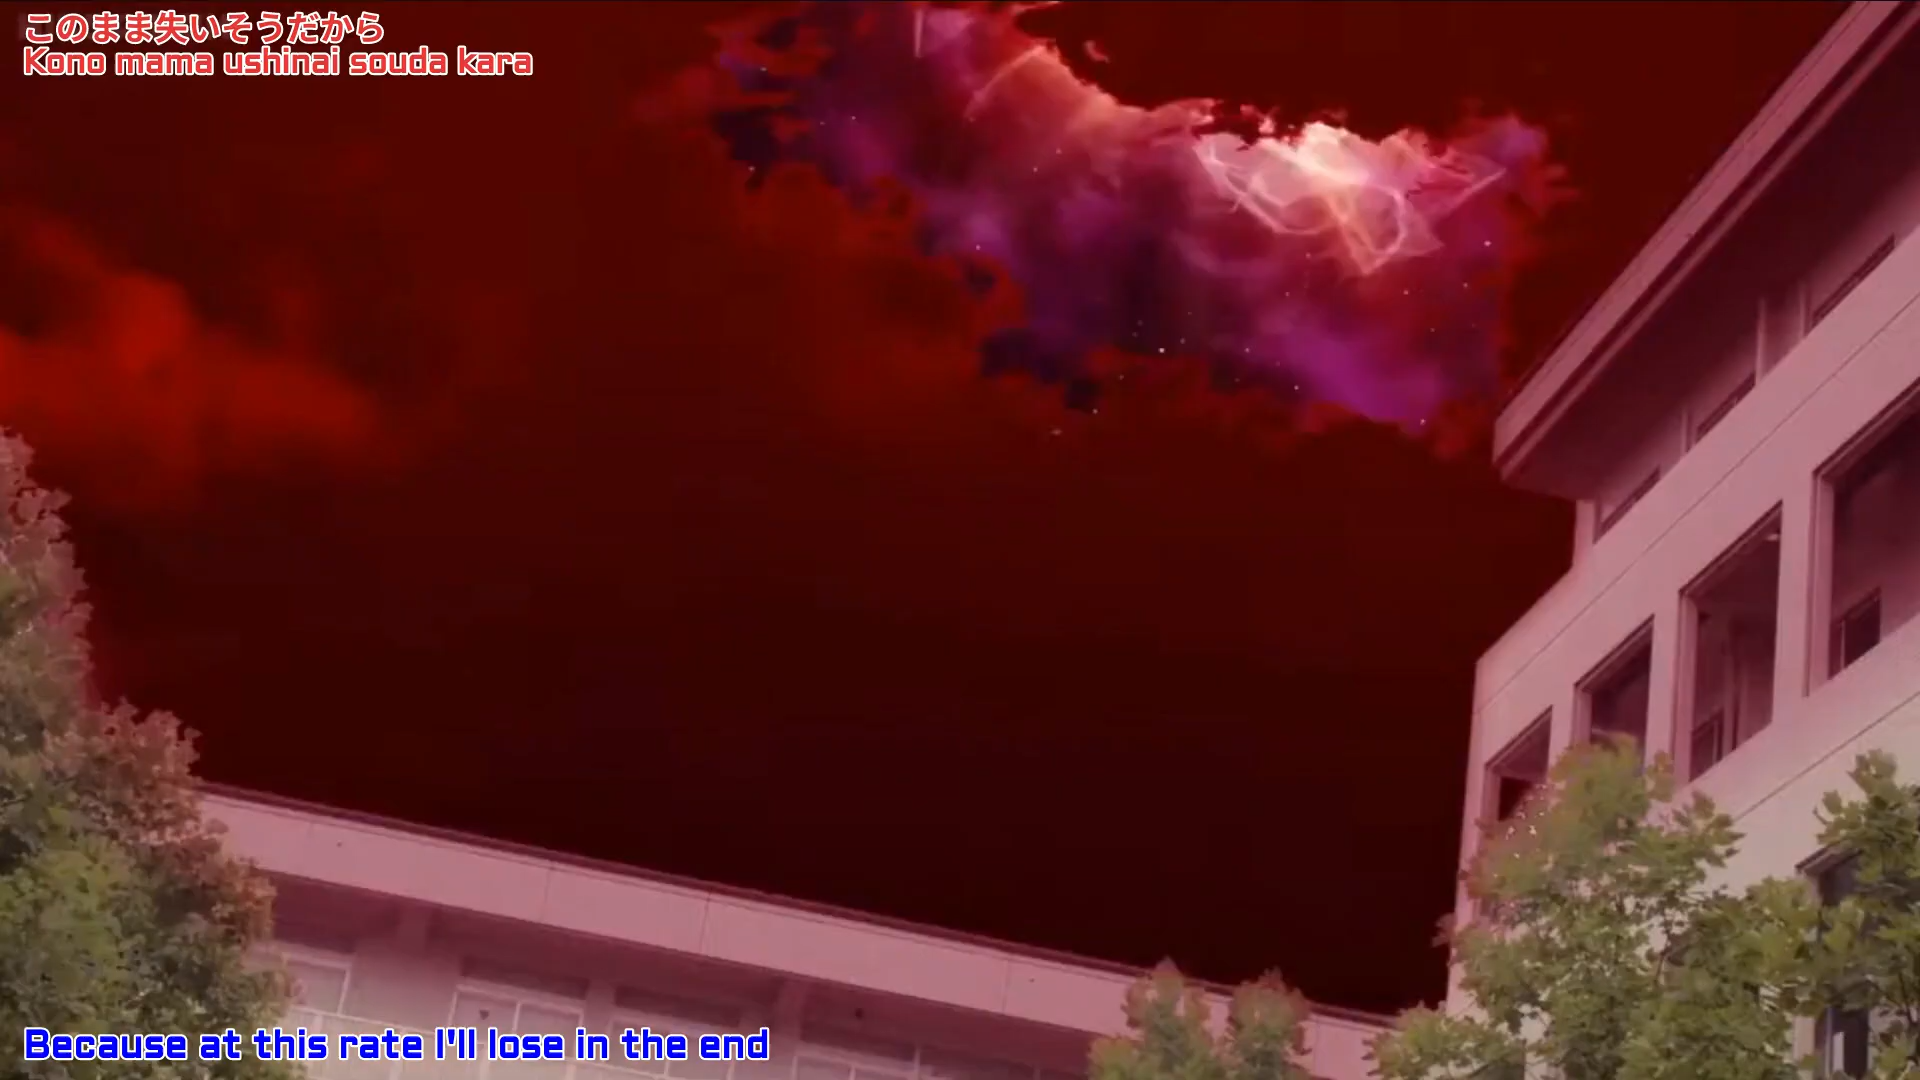 このまま失いそうだから
Kono mama ushinai souda kara
Because at this rate I'll lose in the end